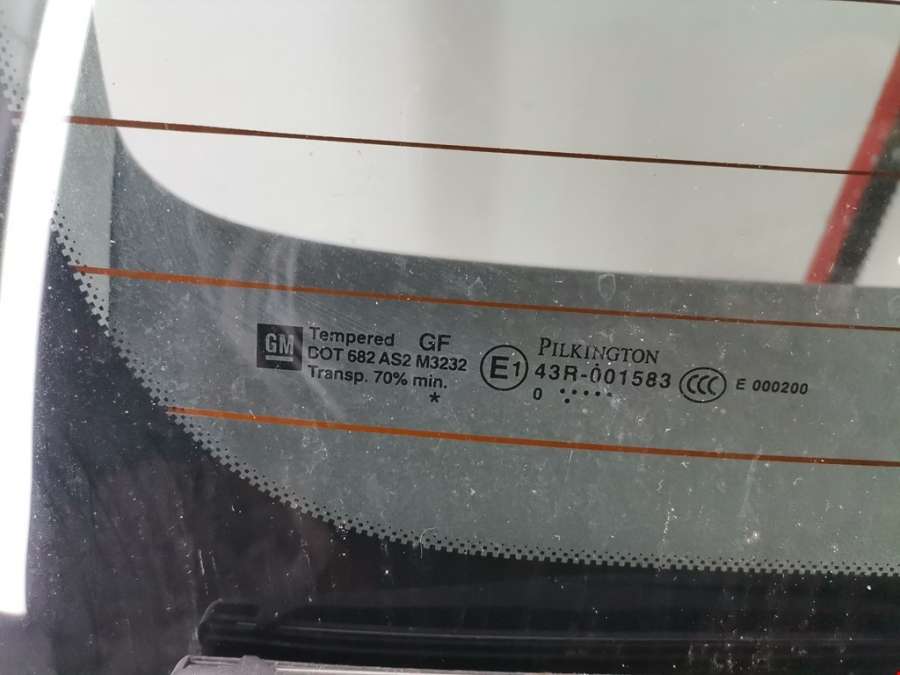 GM
Tempered GF
DOT 682 AS2 M3232
Transp. 70% min.
*
E1
PILKINGTON
43R-001583
0 .......
CCC
E 000200